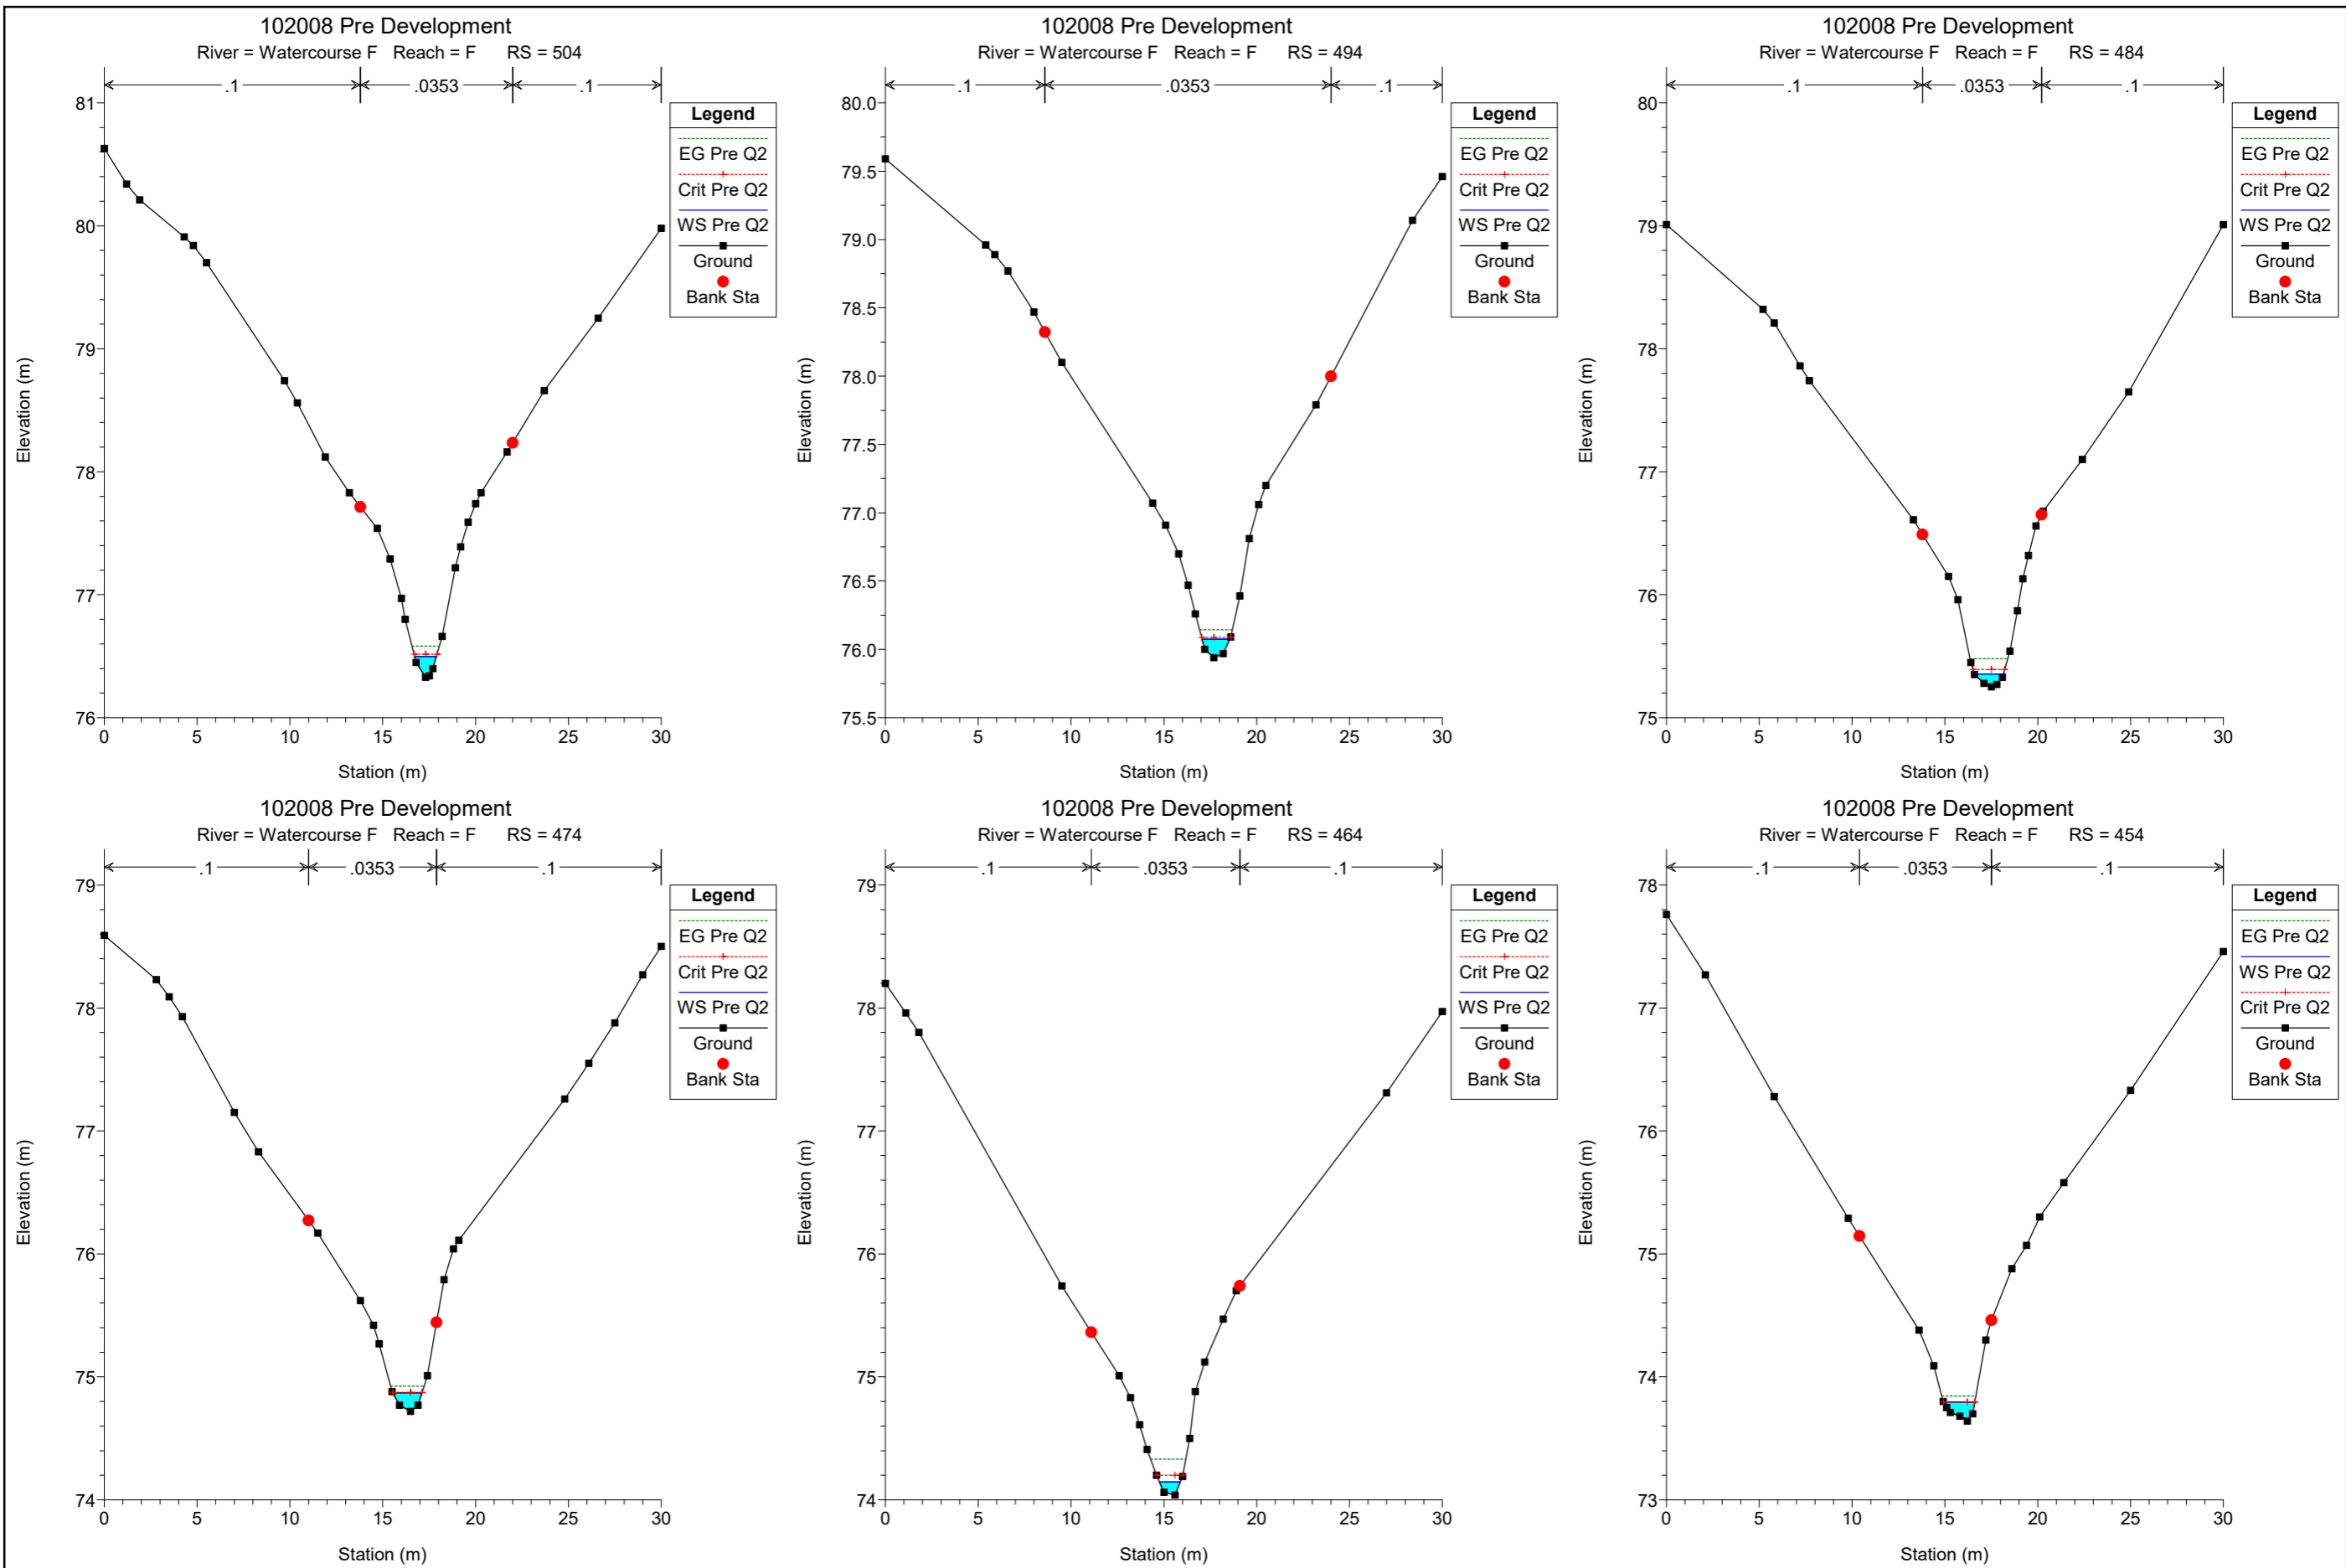 102008 Pre Development
River = Watercourse F Reach = F RS = 504
.1 .0353 .1
Legend
EG Pre Q2
Crit Pre Q2
WS Pre Q2
Ground
Bank Sta
81
80
79
78
77
76
Elevation (m)
0 5 10 15 20 25 30
Station (m)
102008 Pre Development
River = Watercourse F Reach = F RS = 494
.1 .0353 .1
Legend
EG Pre Q2
Crit Pre Q2
WS Pre Q2
Ground
Bank Sta
80.0
79.5
79.0
78.5
78.0
77.5
77.0
76.5
76.0
75.5
Elevation (m)
0 5 10 15 20 25 30
Station (m)
102008 Pre Development
River = Watercourse F Reach = F RS = 484
.1 .0353 .1
Legend
EG Pre Q2
Crit Pre Q2
WS Pre Q2
Ground
Bank Sta
80
79
78
77
76
75
Elevation (m)
0 5 10 15 20 25 30
Station (m)
102008 Pre Development
River = Watercourse F Reach = F RS = 474
.1 .0353 .1
Legend
EG Pre Q2
Crit Pre Q2
WS Pre Q2
Ground
Bank Sta
79
78
77
76
75
74
Elevation (m)
0 5 10 15 20 25 30
Station (m)
102008 Pre Development
River = Watercourse F Reach = F RS = 464
.1 .0353 .1
Legend
EG Pre Q2
Crit Pre Q2
WS Pre Q2
Ground
Bank Sta
79
78
77
76
75
74
Elevation (m)
0 5 10 15 20 25 30
Station (m)
102008 Pre Development
River = Watercourse F Reach = F RS = 454
.1 .0353 .1
Legend
EG Pre Q2
WS Pre Q2
Crit Pre Q2
Ground
Bank Sta
78
77
76
75
74
73
Elevation (m)
0 5 10 15 20 25 30
Station (m)